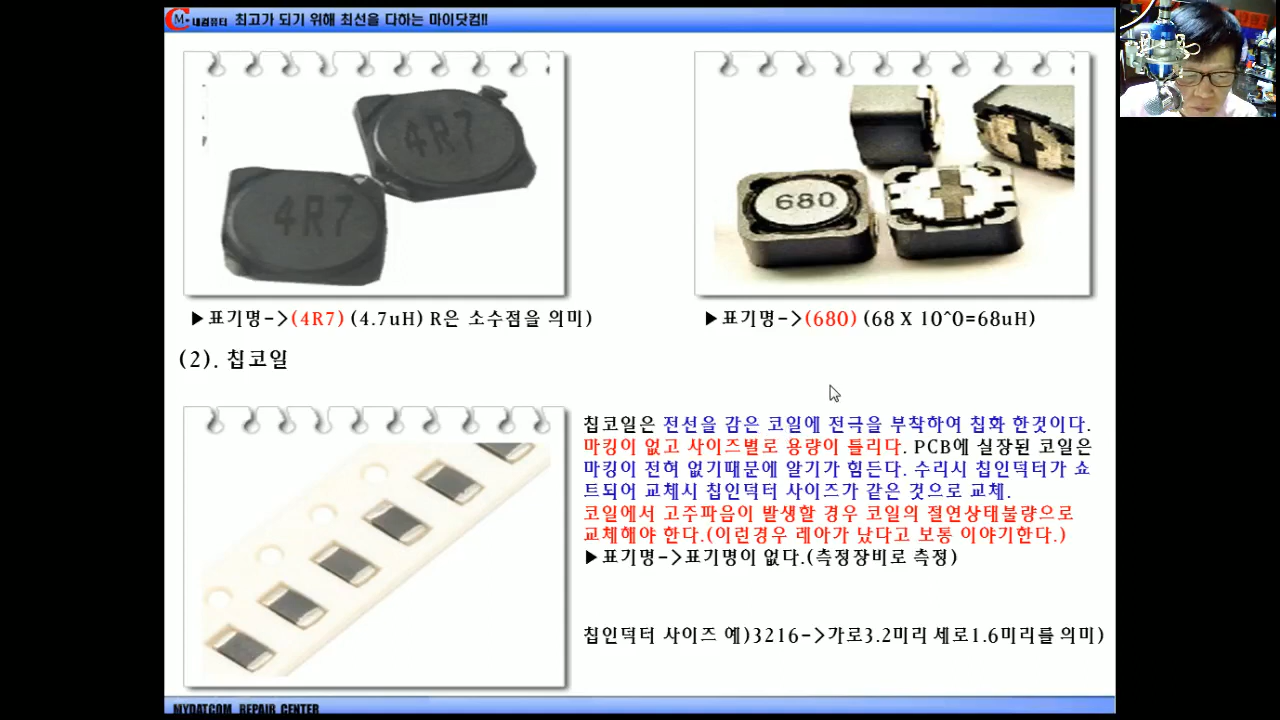 CM. 내컴퓨터 최고가 되기 위해 최선을 다하는 마이닷컴!!
4R7
4R7
680
▶표기명->(4R7) (4.7uH) R은 소수점을 의미)
▶표기명->(680) (68 X 10^0=68uH)
(2). 칩코일
칩코일은 전선을 감은 코일에 전극을 부착하여 칩화 한것이다.
마킹이 없고 사이즈별로 용량이 틀리다. PCB에 실장된 코일은
마킹이 전혀 없기때문에 알기가 힘든다. 수리시 칩인덕터가 쇼
트되어 교체시 칩인덕터 사이즈가 같은 것으로 교체.
코일에서 고주파음이 발생할 경우 코일의 절연상태불량으로
교체해야 한다.(이런경우 레아가 났다고 보통 이야기한다.)
▶표기명->표기명이 없다.(측정장비로 측정)
칩인덕터 사이즈 예)3216->가로3.2미리 세로1.6미리를 의미)
MYDATCOM REPAIR CENTER